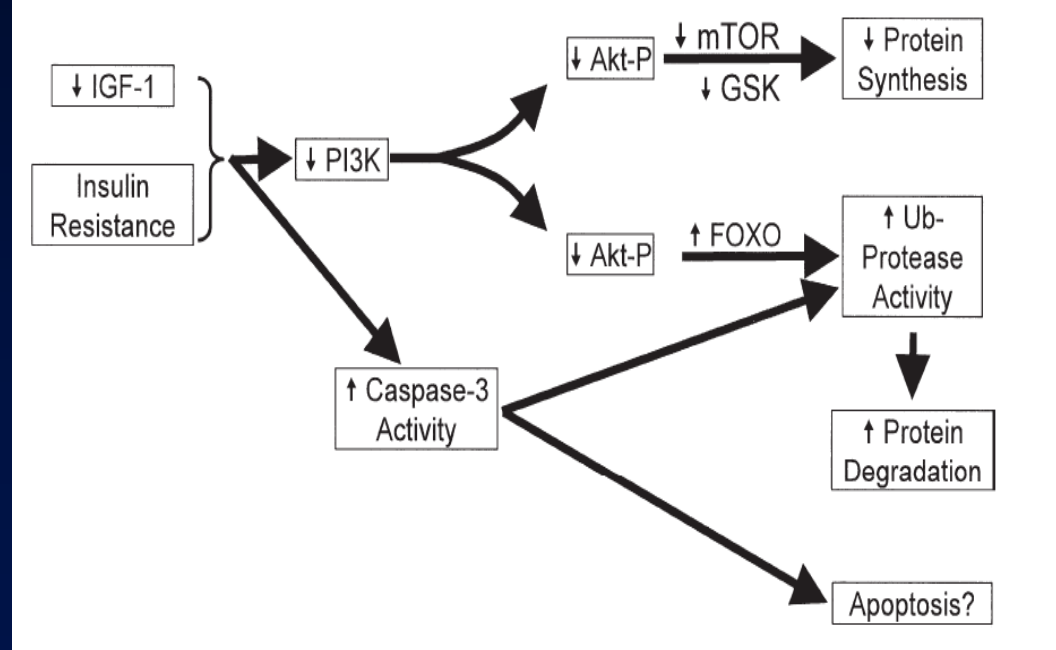 ↓ IGF-1
Insulin
Resistance
↓ PI3K
↓ Akt-P
↓ mTOR
↓ GSK
↓ Protein
Synthesis
↓ Akt-P
↑ FOXO
↑ Ub-
Protease
Activity
↑ Caspase-3
Activity
↑ Protein
Degradation
Apoptosis?